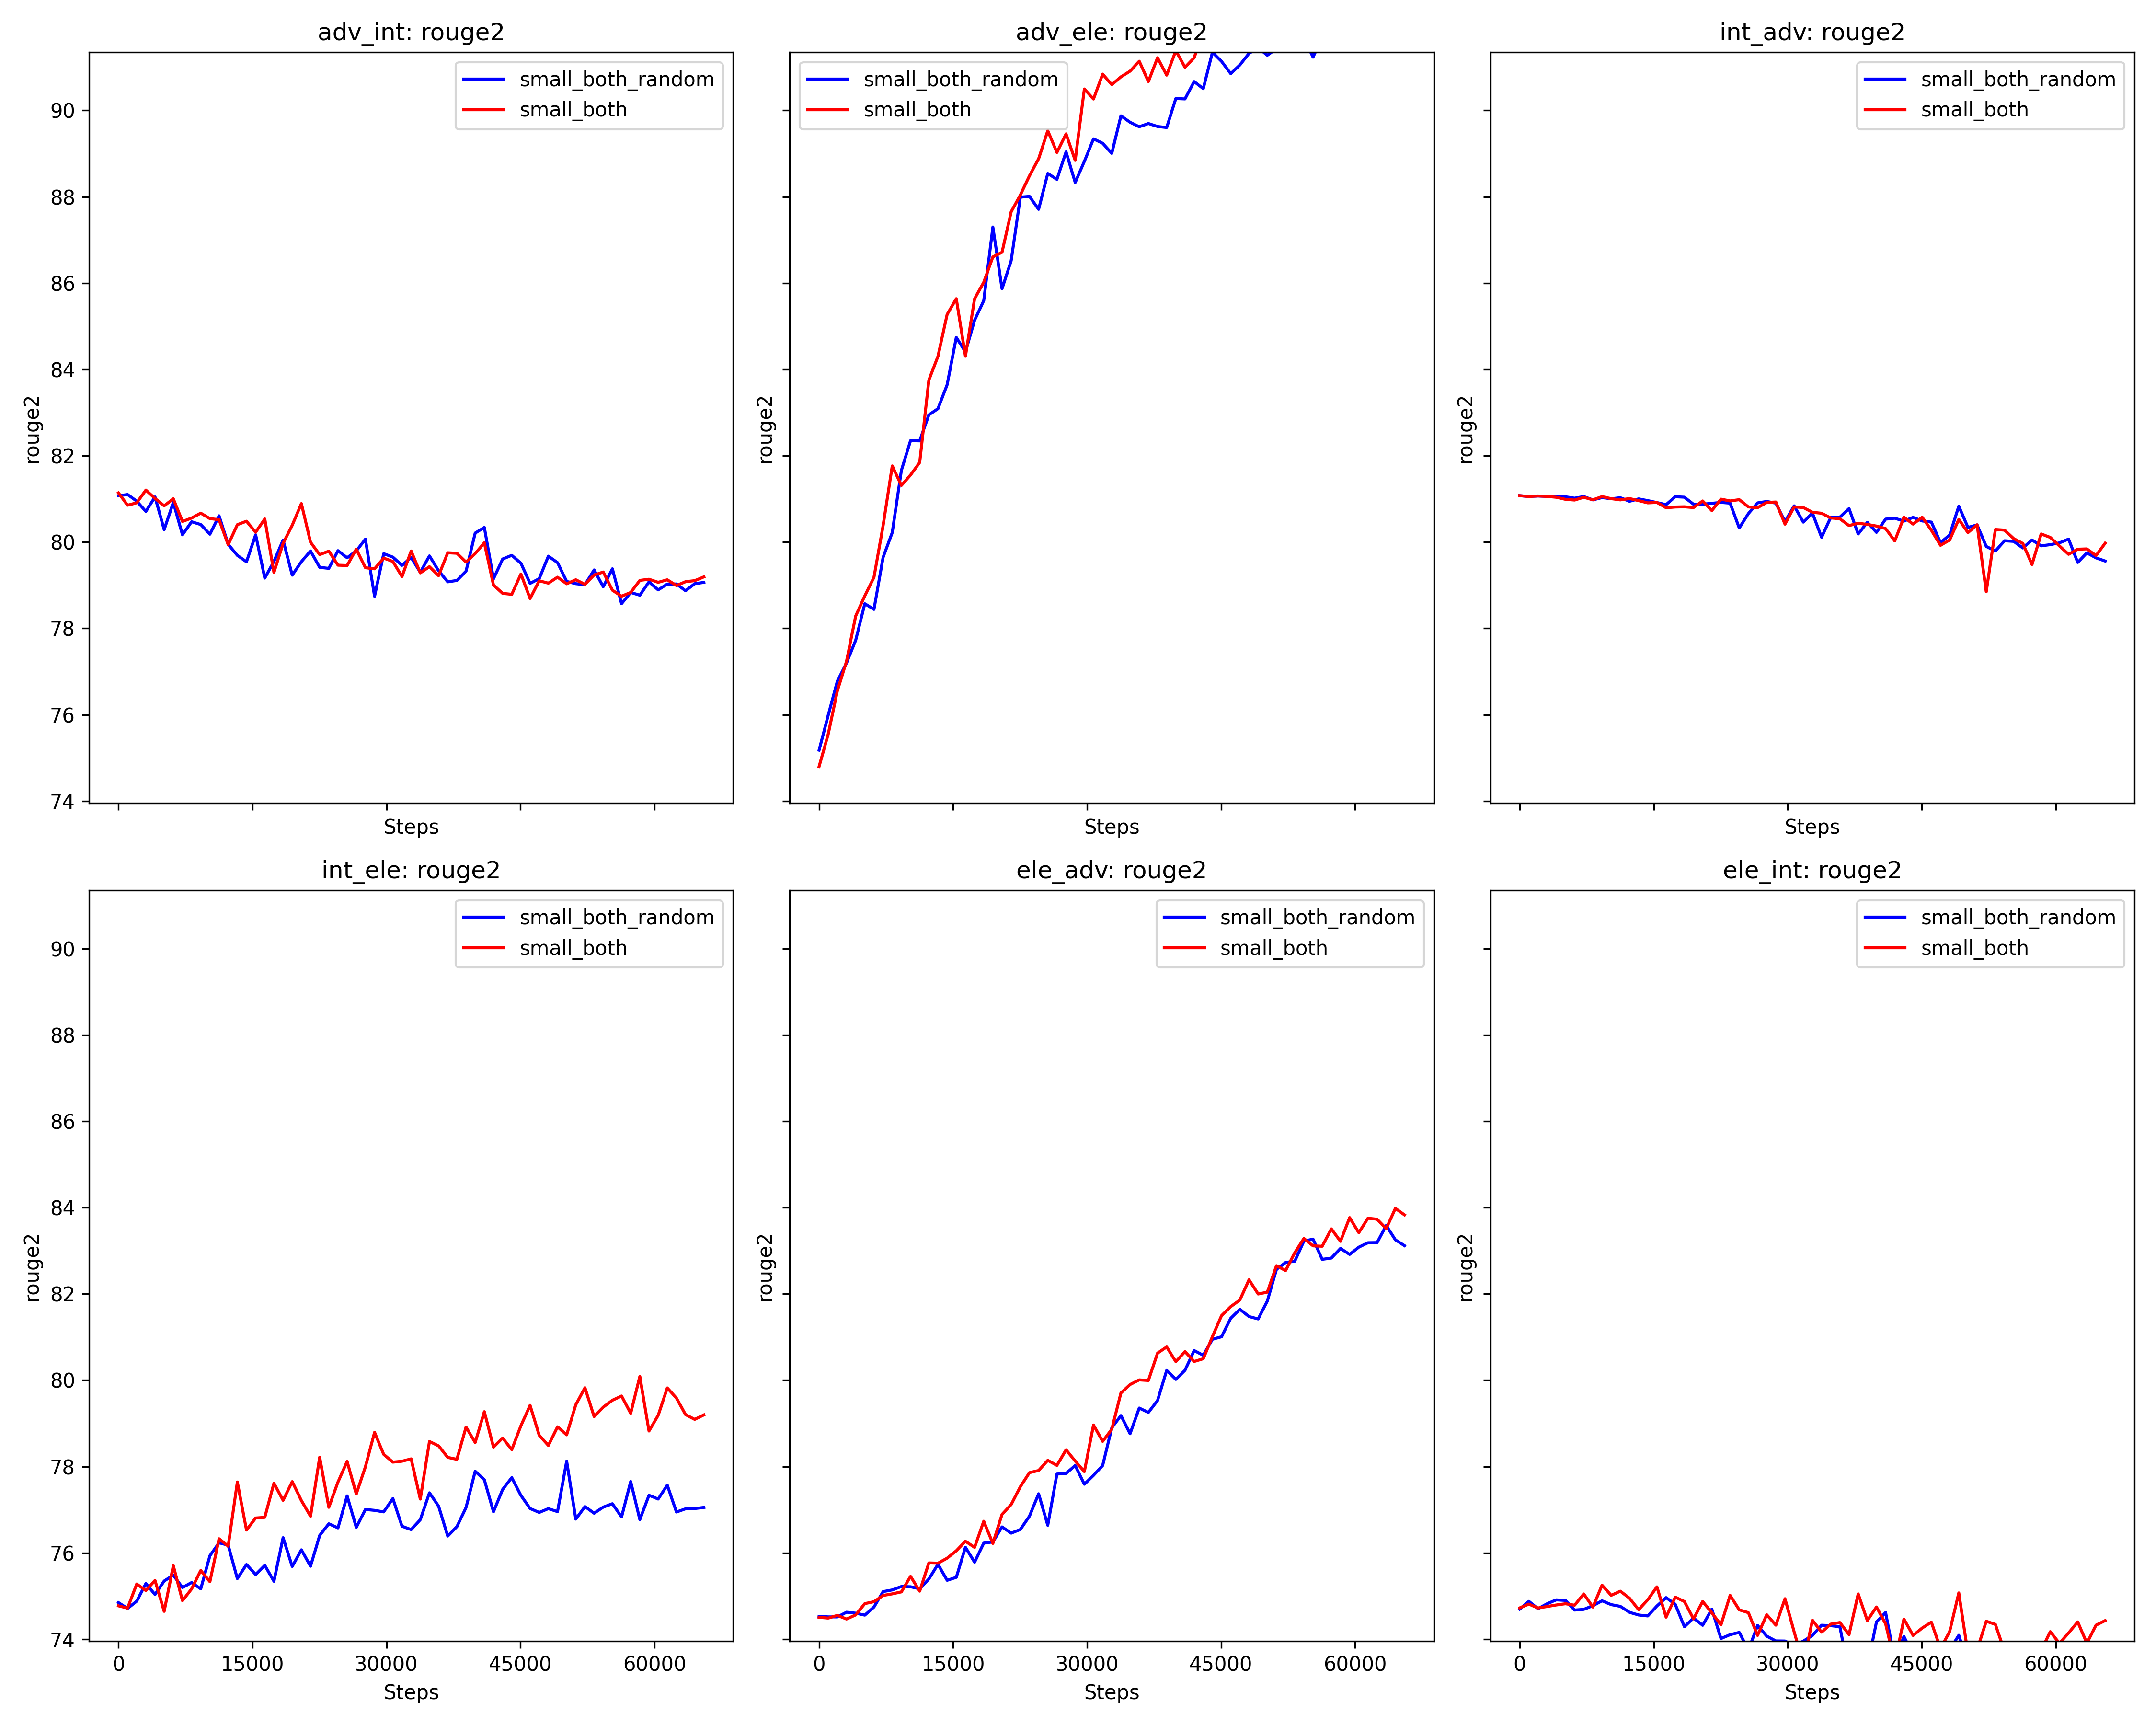 adv_int: rouge2
small_both_random
small_both
90
88
86
84
82
80
78
76
74
rouge2
Steps
adv_ele: rouge2
small_both_random
small_both
rouge2
Steps
int_adv: rouge2
small_both_random
small_both
rouge2
Steps
int_ele: rouge2
small_both_random
small_both
90
88
86
84
82
80
78
76
74
rouge2
0 15000 30000 45000 60000
Steps
ele_adv: rouge2
small_both_random
small_both
rouge2
0 15000 30000 45000 60000
Steps
ele_int: rouge2
small_both_random
small_both
rouge2
0 15000 30000 45000 60000
Steps